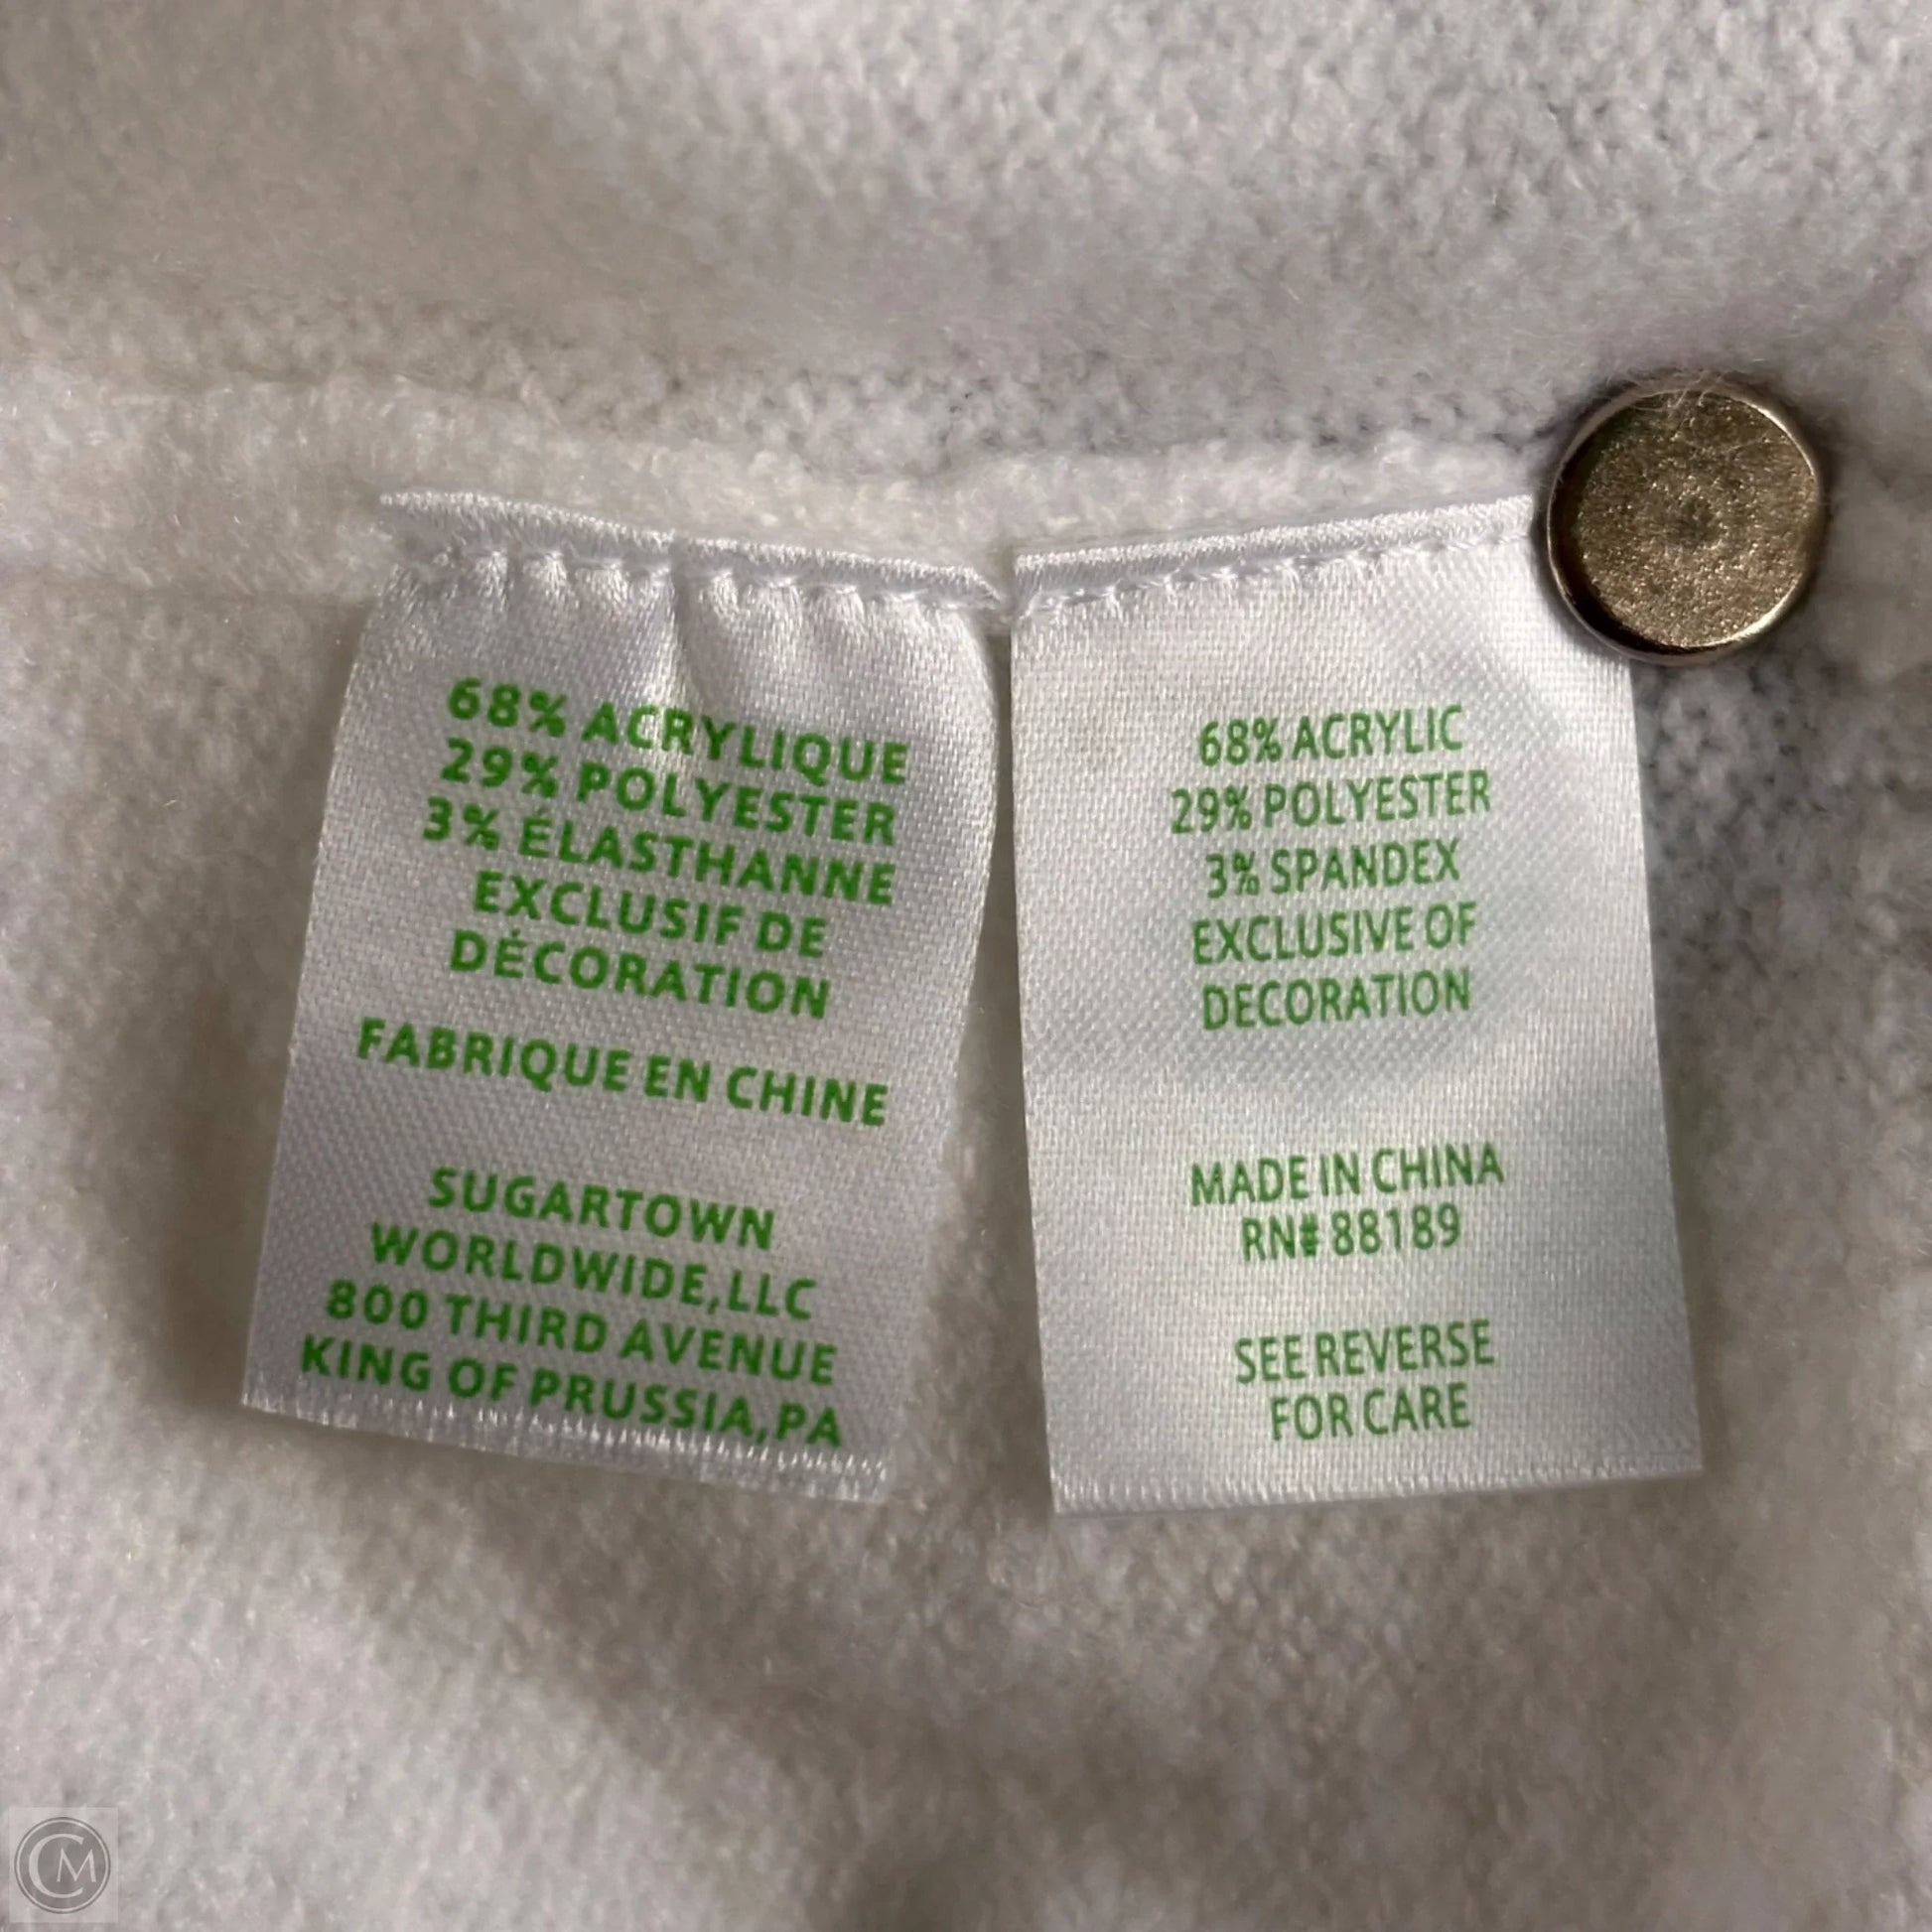 68% ACRYLIQUE
29% POLYESTER
3% ÉLASTHANNE
EXCLUSIF DE
DÉCORATION
FABRIQUE EN CHINE
SUGARTOWN
WORLDWIDE,LLC
800 THIRD AVENUE
KING OF PRUSSIA,PA
68% ACRYLIC
29% POLYESTER
3% SPANDEX
EXCLUSIVE OF
DECORATION
MADE IN CHINA
RN# 88189
SEE REVERSE
FOR CARE
CM